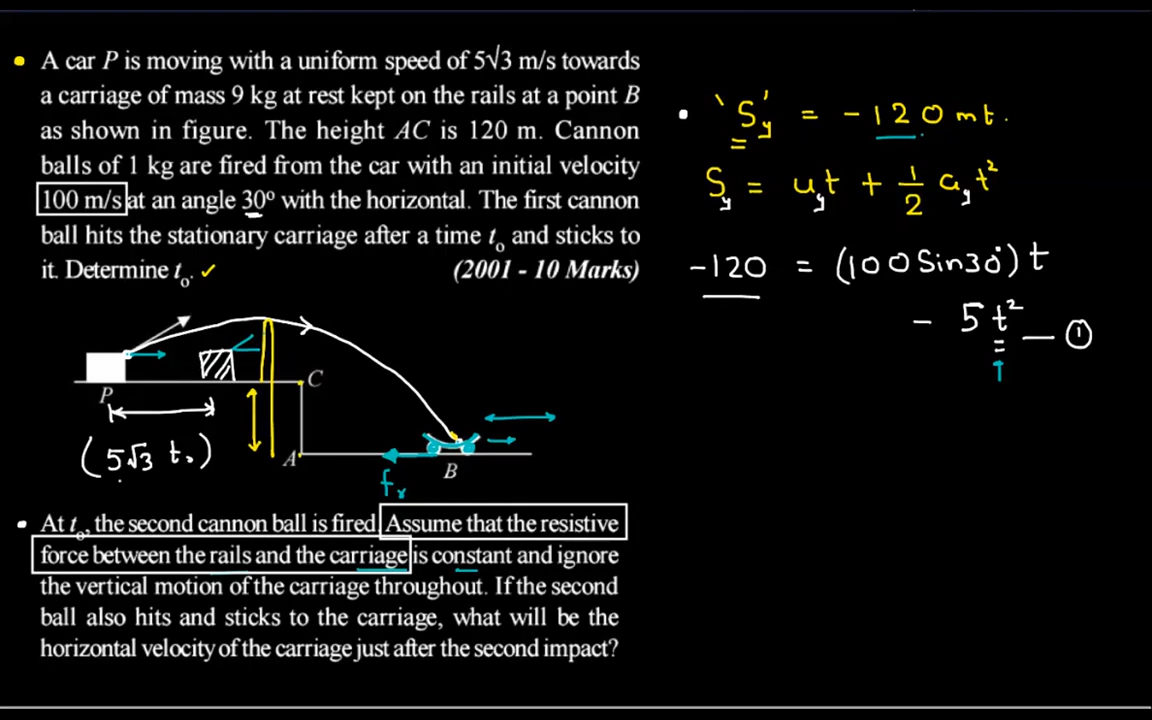 A car P is moving with a uniform speed of 5√3 m/s towards
a carriage of mass 9 kg at rest kept on the rails at a point B
as shown in figure. The height AC is 120 m. Cannon
balls of 1 kg are fired from the car with an initial velocity
100 m/s at an angle 30° with the horizontal. The first cannon
ball hits the stationary carriage after a time t₀ and sticks to
it. Determine t₀. ✓ (2001 - 10 Marks)
P
C
(5√3 t₀)
A
B
fᵣ
At t₀, the second cannon ball is fired. Assume that the resistive
force between the rails and the carriage is constant and ignore
the vertical motion of the carriage throughout. If the second
ball also hits and sticks to the carriage, what will be the
horizontal velocity of the carriage just after the second impact?
'S_y' = -120 mt.
S_y = u_y t + 1/2 a_y t²
-120 = (100 Sin30°) t
- 5 t² — ①